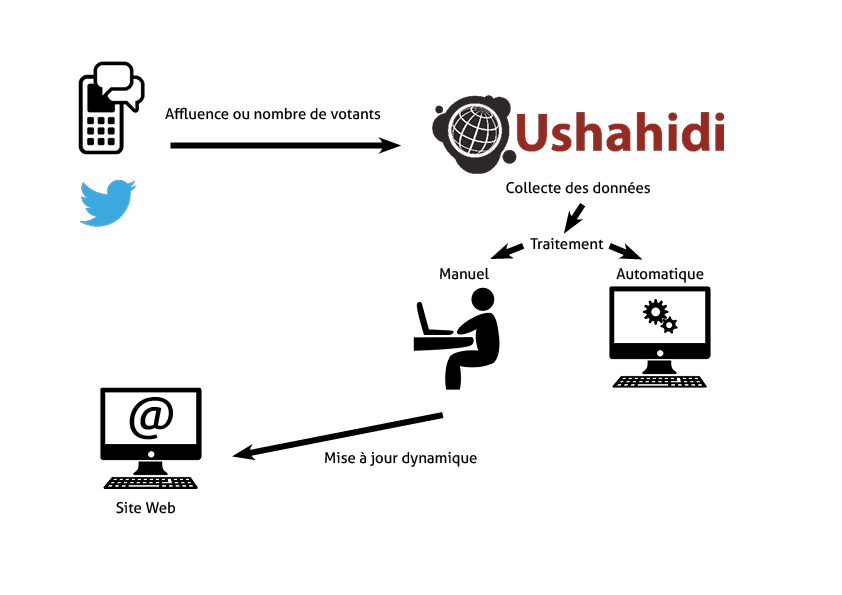 Affluence ou nombre de votants
Ushahidi
Collecte des données
Traitement
Manuel
Automatique
@
Mise à jour dynamique
Site Web